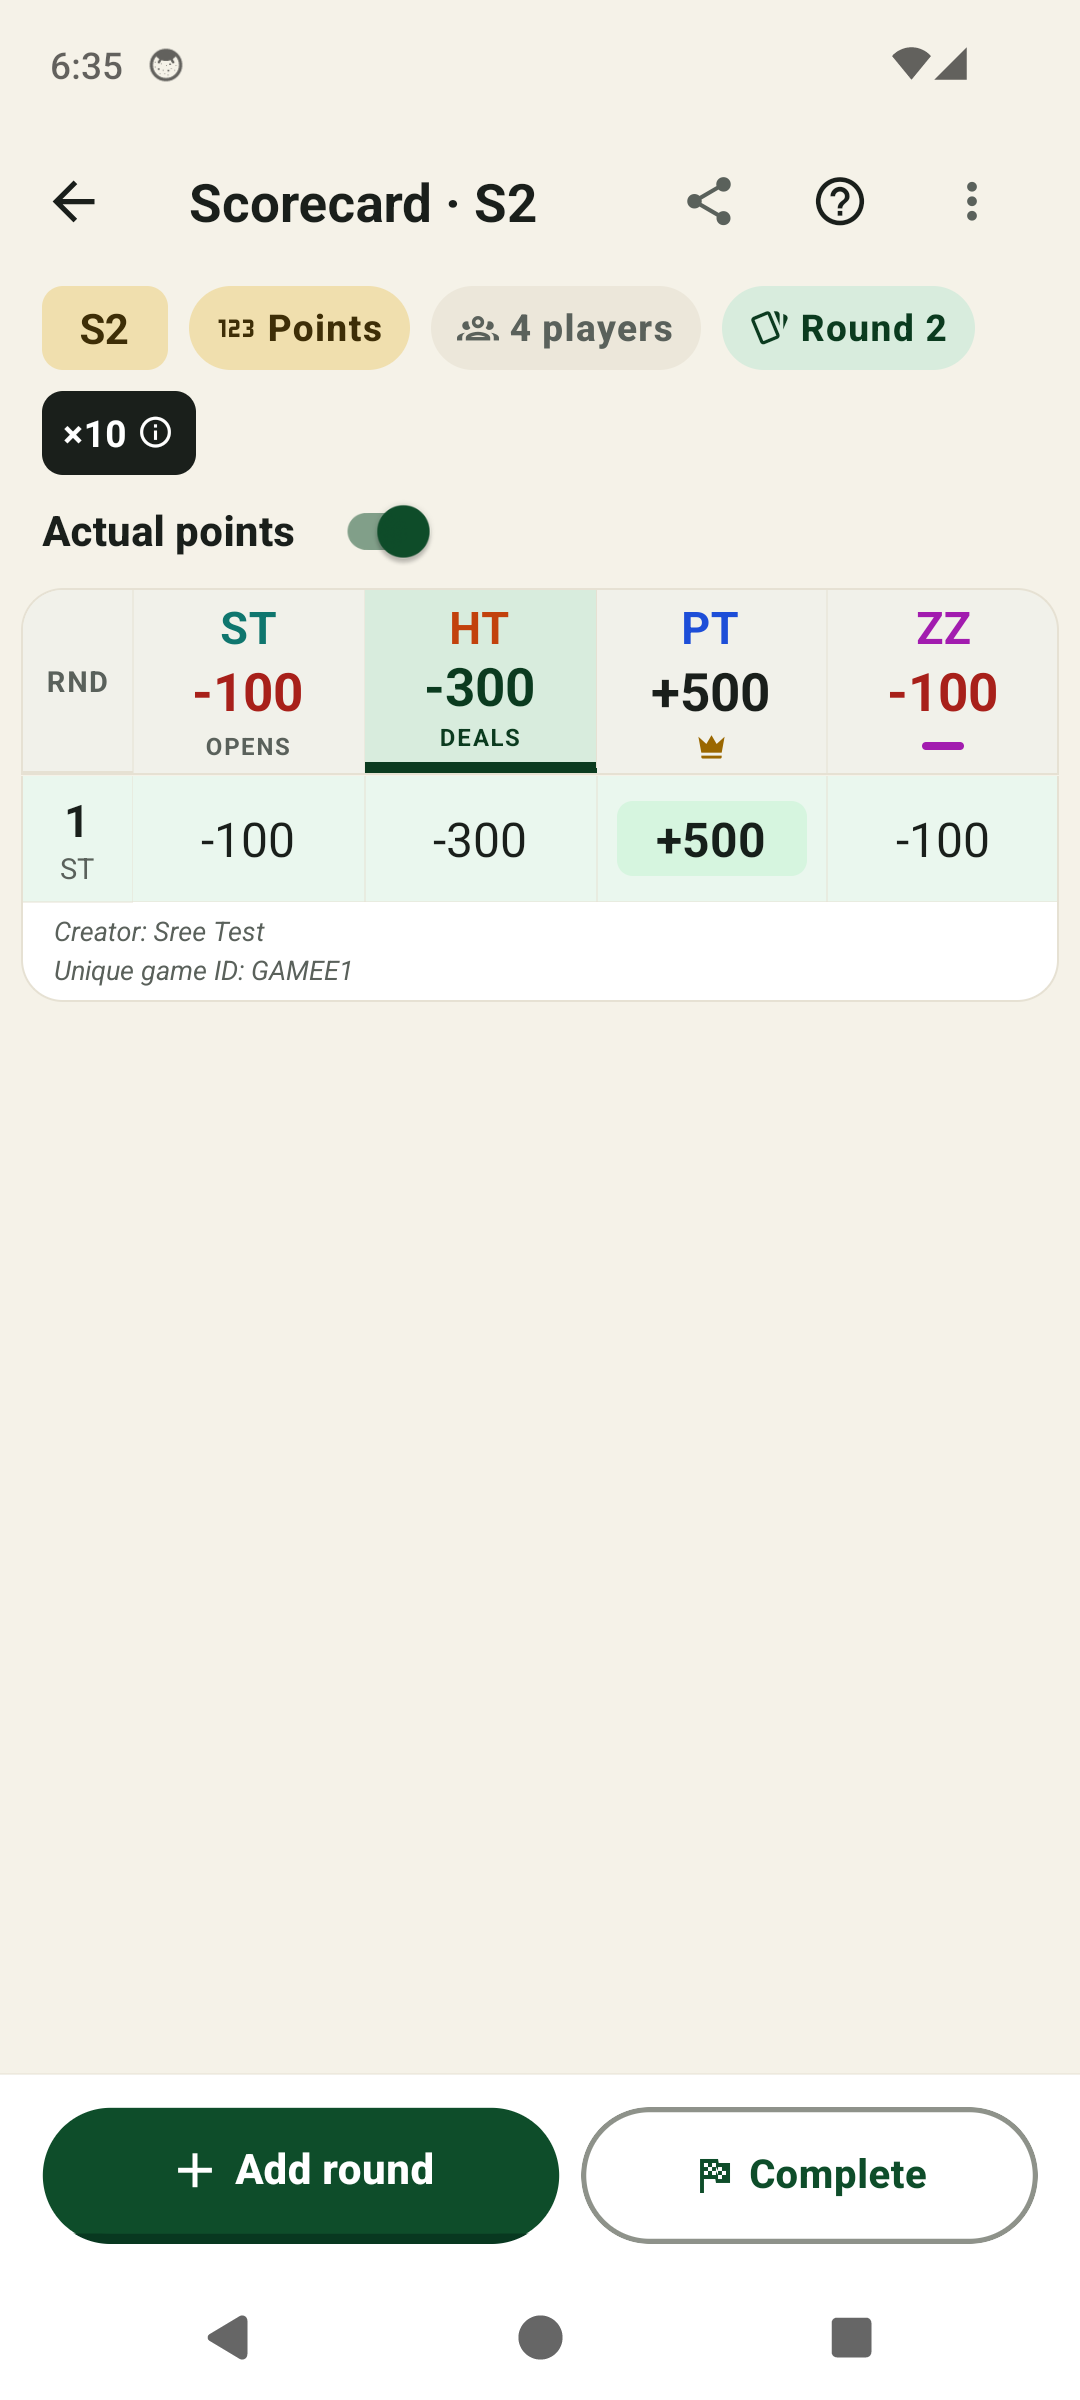 6:35
Scorecard · S2
S2
123 Points
4 players
Round 2
×10
Actual points
RND
ST
HT
PT
ZZ
-100
-300
+500
-100
OPENS
DEALS
1
ST
-100
-300
+500
-100
Creator: Sree Test
Unique game ID: GAMEE1
Add round
Complete